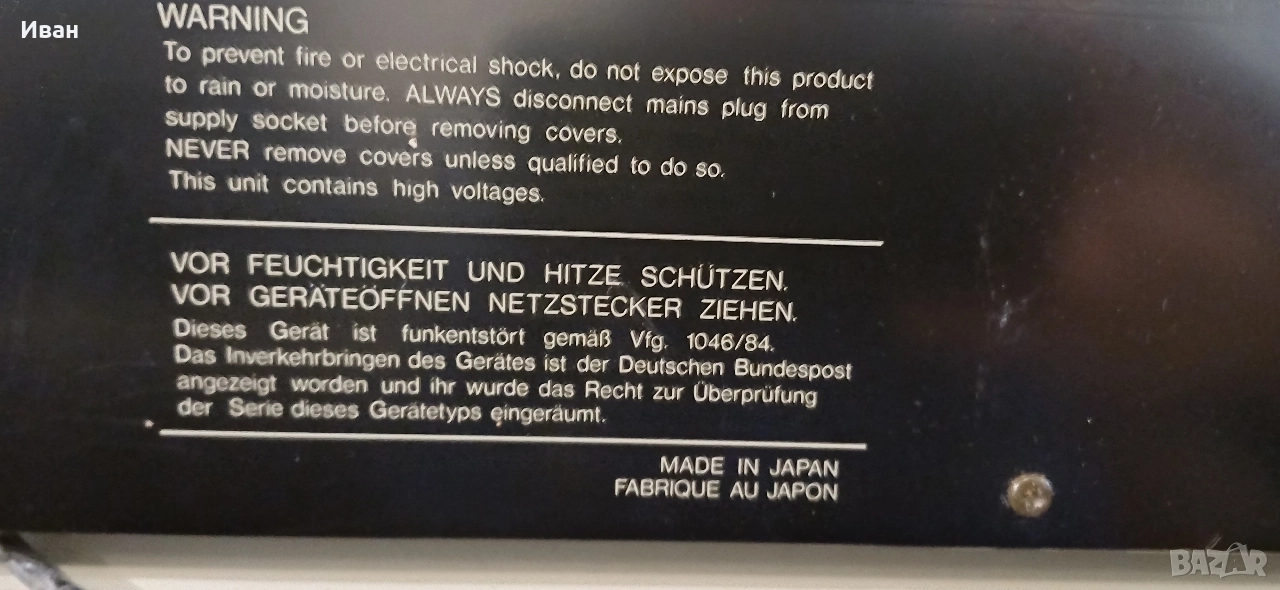 Иван
WARNING
To prevent fire or electrical shock, do not expose this product
to rain or moisture. ALWAYS disconnect mains plug from
supply socket before removing covers.
NEVER remove covers unless qualified to do so.
This unit contains high voltages.
VOR FEUCHTIGKEIT UND HITZE SCHÜTZEN.
VOR GERÄTEÖFFNEN NETZSTECKER ZIEHEN.
Dieses Gerät ist funkentstört gemäß Vfg. 1046/84.
Das Inverkehrbringen des Gerätes ist der Deutschen Bundespost
angezeigt worden und ihr wurde das Recht zur Überprüfung
der Serie dieses Gerätetyps eingeräumt.
MADE IN JAPAN
FABRIQUE AU JAPON
BAZAR